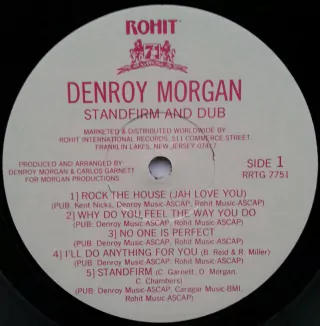 ROHIT
DENROY MORGAN
STANDFIRM AND DUB
MARKETED & DISTRIBUTED WORLDWIDE BY
ROHIT INTERNATIONAL RECORDS, 511 COMMERCE STREET.
FRANKLIN LAKES, NEW JERSEY 07417
PRODUCED AND ARRANGED BY:
DENROY MORGAN & CARLOS GARNETT
FOR MORGAN PRODUCTIONS
SIDE 1
RRTG 7751
1] ROCK THE HOUSE (JAH LOVE YOU)
(PUB. Kent Nicks, Denroy Music-ASCAP, Rohit Music-ASCAP)
2] WHY DO YOU FEEL THE WAY YOU DO
(PUB: Denroy Music-ASCAP, Rohit Music-ASCAP)
3] NO ONE IS PERFECT
(PUB: Denroy Music-ASCAP, Rohit Music-ASCAP)
4] I'LL DO ANYTHING FOR YOU (B. Reid & R. Miller)
(PUB: Denroy Music-ASCAP, Rohit Music-ASCAP)
5] STANDFIRM (C. Garnett, D. Morgan,
C. Chambers)
(PUB: Denroy Music-ASCAP, Caragar Music-BMI,
Rohit Music-ASCAP)